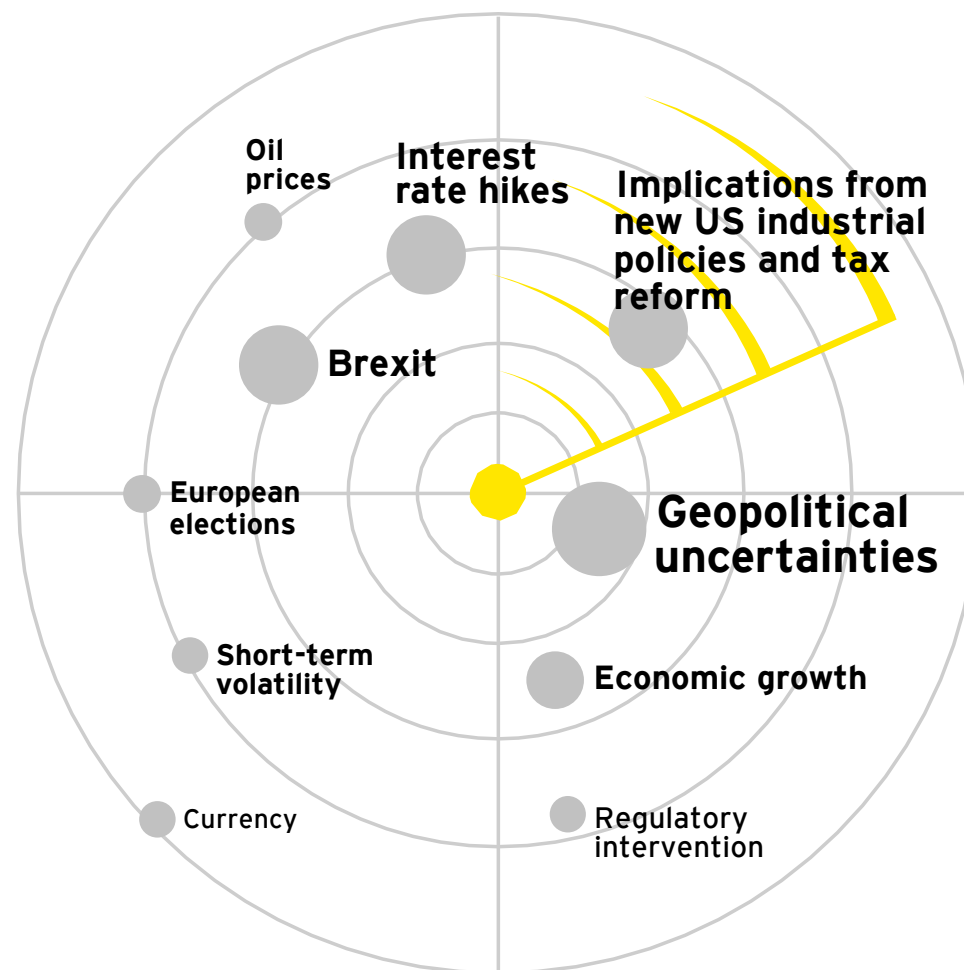 Oil
prices
Interest
rate hikes
Implications from
new US industrial
policies and tax
reform
Brexit
European
elections
Geopolitical
uncertainties
Short-term
volatility
Economic growth
Currency
Regulatory
intervention